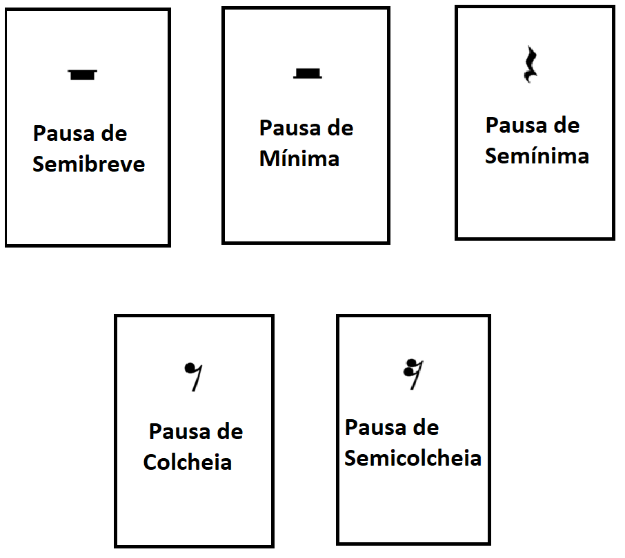 Pausa de
Semibreve
Pausa de
Mínima
Pausa de
Semínima
Pausa de
Colcheia
Pausa de
Semicolcheia